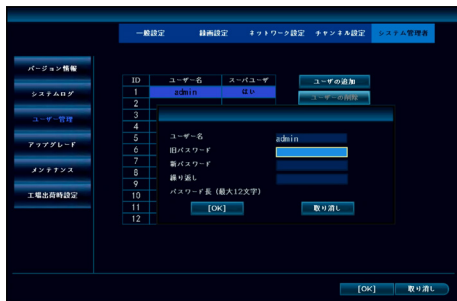 一般設定 録画設定 ネットワーク設定 チャンネル設定 システム管理者
バージョン情報
システムログ
ユーザー管理
アップグレード
メンテナンス
工場出荷時設定
ID ユーザー名 スーパユーザ
1 admin はい
2
3
4
5
6
7
8
9
10
11
12
ユーザの追加
ユーザーの削除
ユーザー名 admin
旧パスワード
新パスワード
繰り返し
パスワード長 (最大12文字)
[OK] 取り消し
[OK] 取り消し